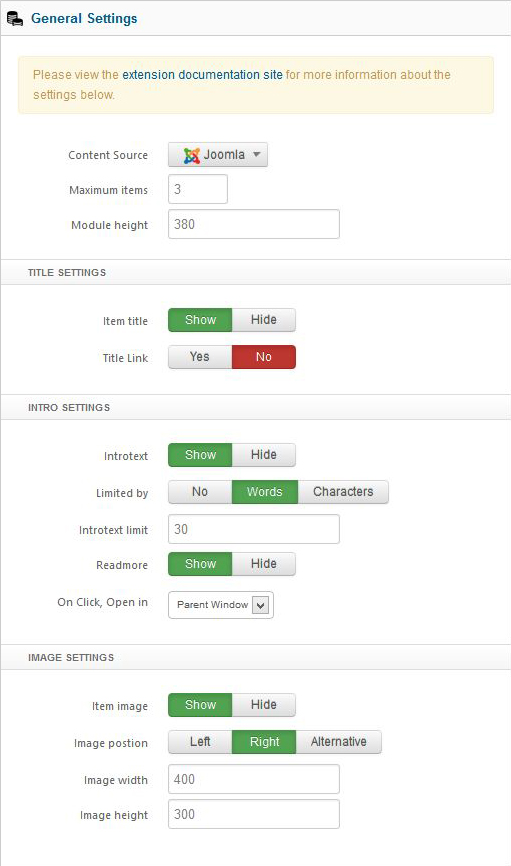 General Settings
Please view the extension documentation site for more information about the
settings below.
Content Source Joomla
Maximum items 3
Module height 380
TITLE SETTINGS
Item title Show Hide
Title Link Yes No
INTRO SETTINGS
Introtext Show Hide
Limited by No Words Characters
Introtext limit 30
Readmore Show Hide
On Click, Open in Parent Window
IMAGE SETTINGS
Item image Show Hide
Image postion Left Right Alternative
Image width 400
Image height 300